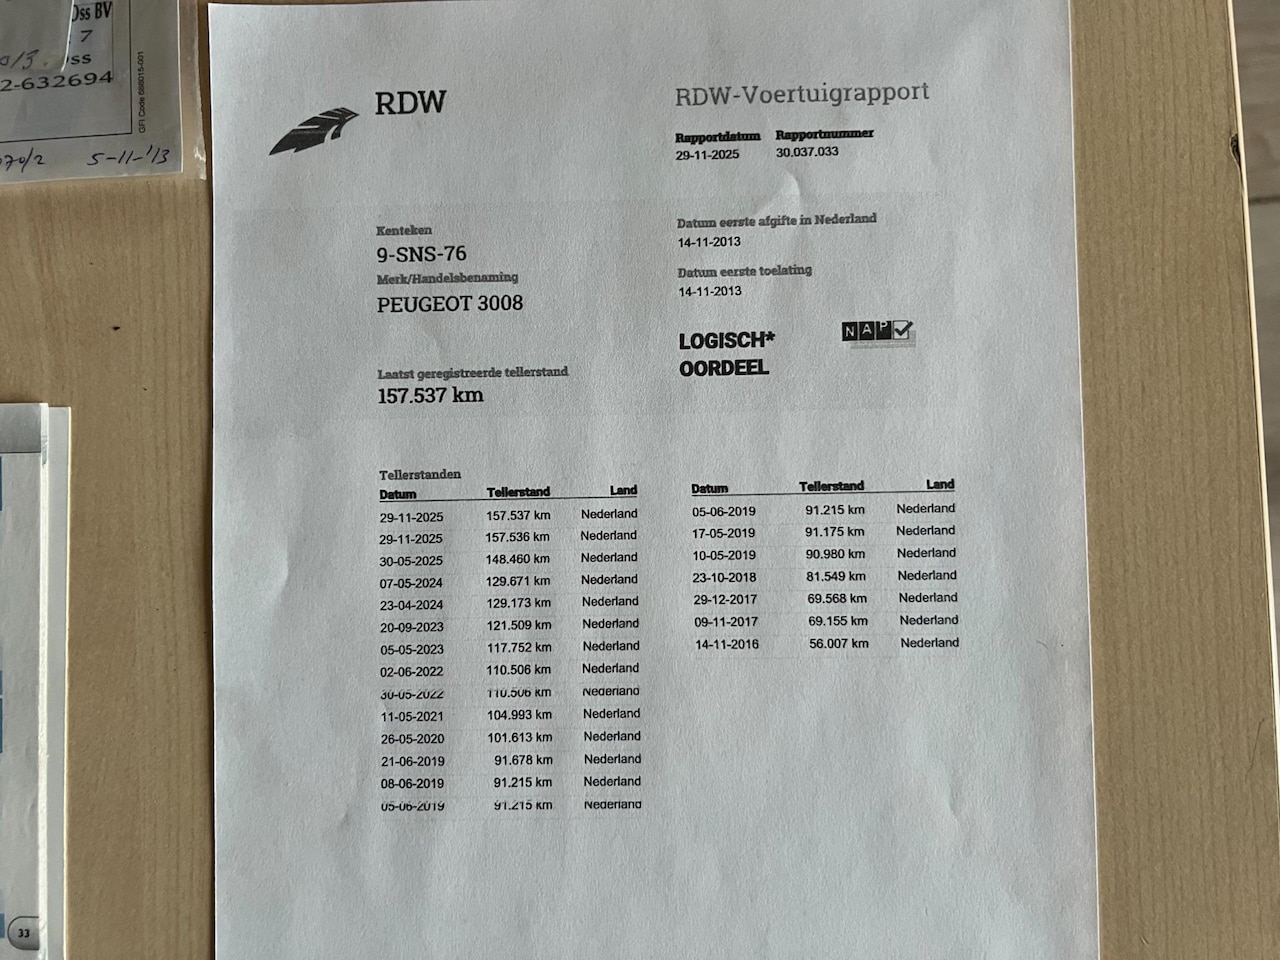 Oss BV
7
Oss
2-632694
GFI Code 688015-001
5-11-'13
RDW
RDW-Voertuigrapport
Rapportdatum Rapportnummer
29-11-2025 30.037.033
Kenteken
9-SNS-76
Merk/Handelsbenaming
PEUGEOT 3008
Datum eerste afgifte in Nederland
14-11-2013
Datum eerste toelating
14-11-2013
LOGISCH*
OORDEEL
NAP
Laatst geregistreerde tellerstand
157.537 km
Tellerstanden
Datum Tellerstand Land
29-11-2025 157.537 km Nederland
29-11-2025 157.536 km Nederland
30-05-2025 148.460 km Nederland
07-05-2024 129.671 km Nederland
23-04-2024 129.173 km Nederland
20-09-2023 121.509 km Nederland
05-05-2023 117.752 km Nederland
02-06-2022 110.506 km Nederland
30-05-2022 110.506 km Nederland
11-05-2021 104.993 km Nederland
26-05-2020 101.613 km Nederland
21-06-2019 91.678 km Nederland
08-06-2019 91.215 km Nederland
05-06-2019 91.215 km Nederland
Datum Tellerstand Land
05-06-2019 91.215 km Nederland
17-05-2019 91.175 km Nederland
10-05-2019 90.980 km Nederland
23-10-2018 81.549 km Nederland
29-12-2017 69.568 km Nederland
09-11-2017 69.155 km Nederland
14-11-2016 56.007 km Nederland
33